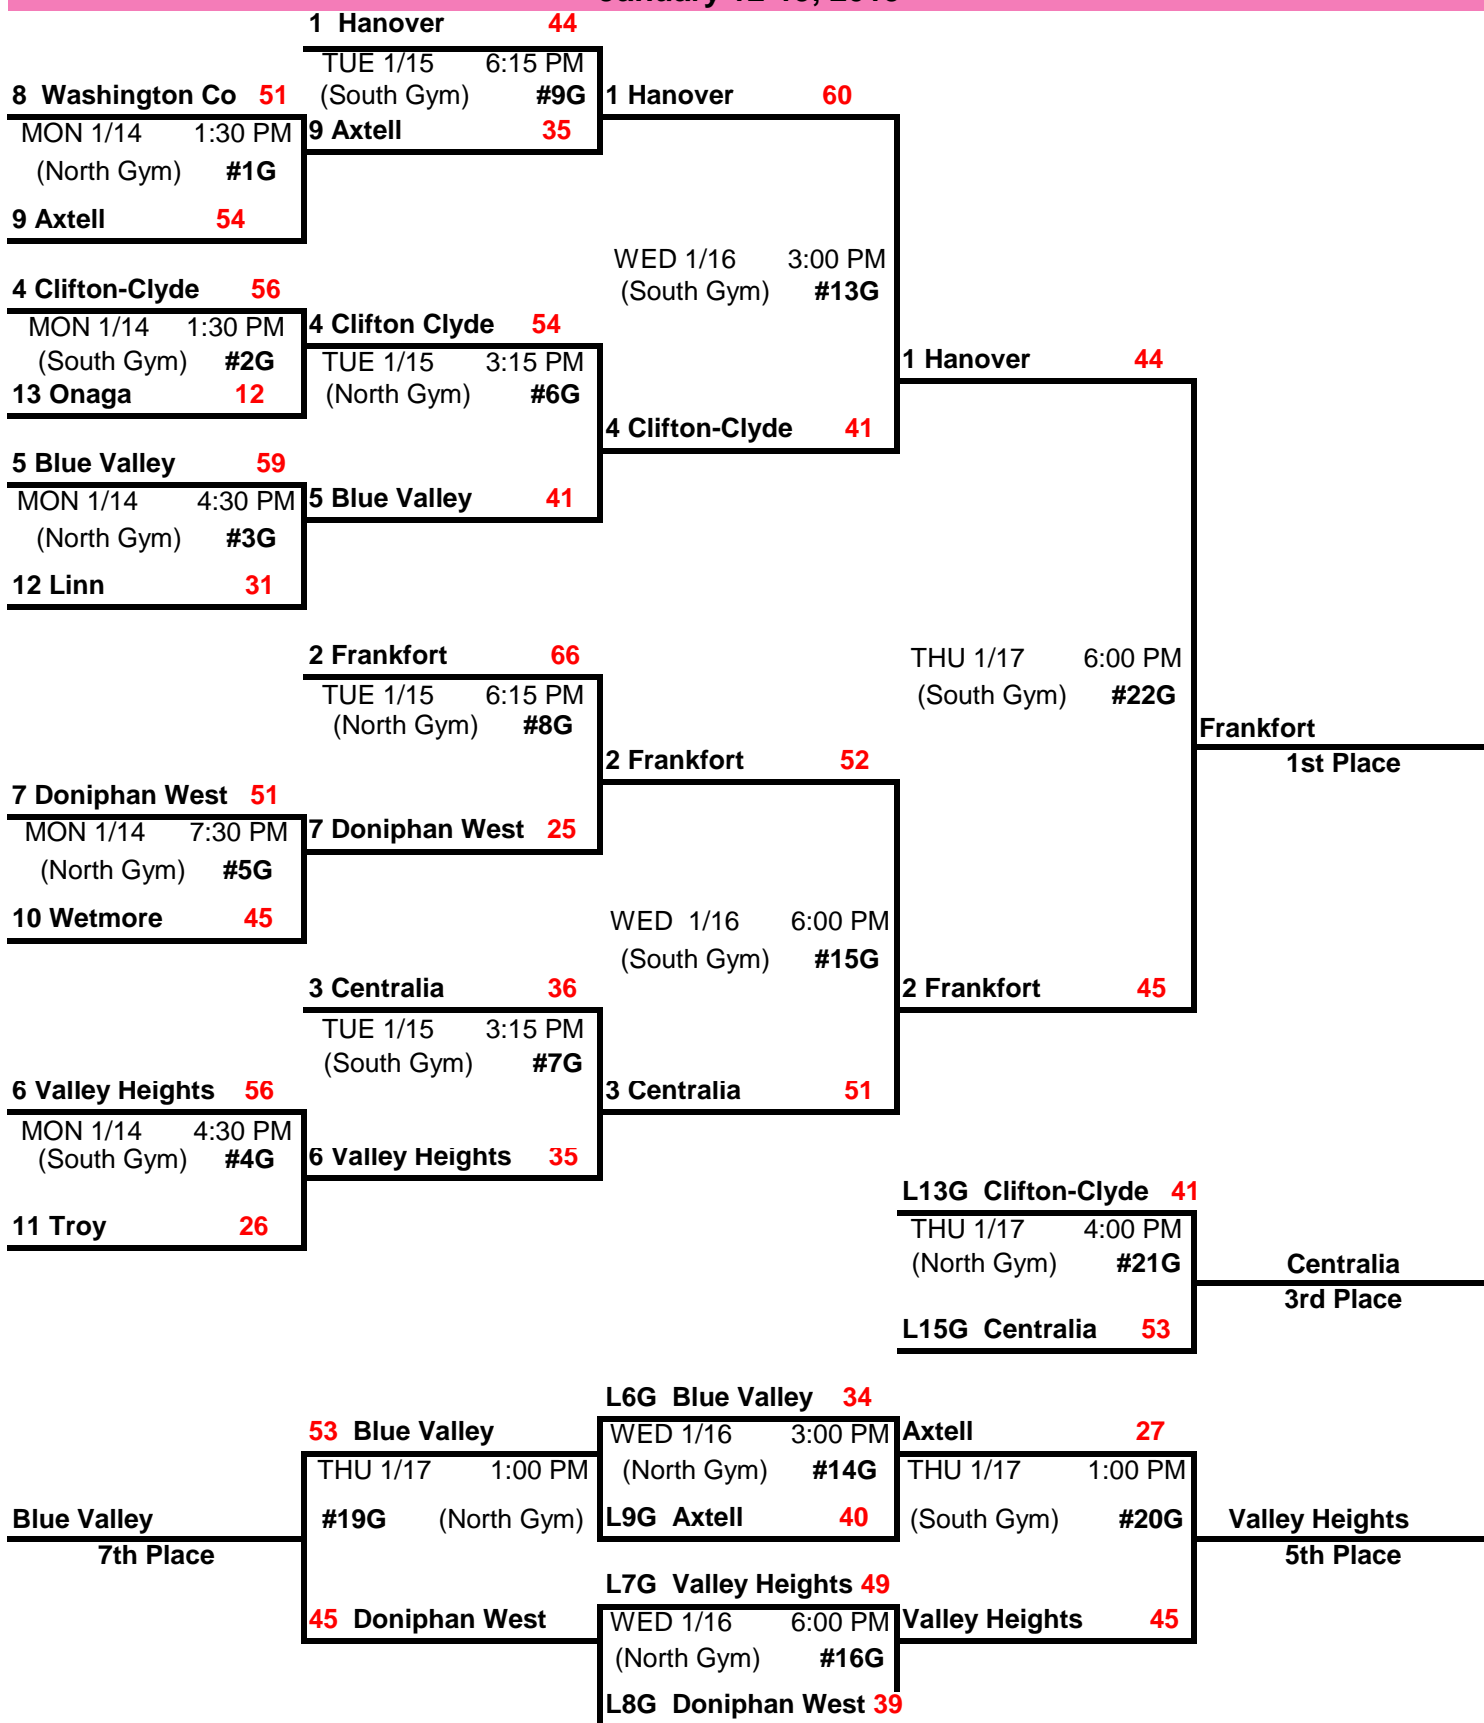 1 Hanover 44
TUE 1/15 6:15 PM
8 Washington Co 51 (South Gym) #9G 1 Hanover 60
MON 1/14 1:30 PM 9 Axtell 35
(North Gym) #1G
9 Axtell 54
WED 1/16 3:00 PM
4 Clifton-Clyde 56 (South Gym) #13G
MON 1/14 1:30 PM 4 Clifton Clyde 54
(South Gym) #2G TUE 1/15 3:15 PM 1 Hanover 44
13 Onaga 12 (North Gym) #6G
4 Clifton-Clyde 41
5 Blue Valley 59
MON 1/14 4:30 PM 5 Blue Valley 41
(North Gym) #3G
12 Linn 31
2 Frankfort 66 THU 1/17 6:00 PM
TUE 1/15 6:15 PM (South Gym) #22G
(North Gym) #8G Frankfort
2 Frankfort 52 1st Place
7 Doniphan West 51
MON 1/14 7:30 PM 7 Doniphan West 25
(North Gym) #5G
10 Wetmore 45 WED 1/16 6:00 PM
(South Gym) #15G
3 Centralia 36 2 Frankfort 45
TUE 1/15 3:15 PM
(South Gym) #7G
6 Valley Heights 56 3 Centralia 51
MON 1/14 4:30 PM
(South Gym) #4G 6 Valley Heights 35
L13G Clifton-Clyde 41
11 Troy 26 THU 1/17 4:00 PM
(North Gym) #21G Centralia
3rd Place
L15G Centralia 53
L6G Blue Valley 34
53 Blue Valley WED 1/16 3:00 PM Axtell 27
THU 1/17 1:00 PM (North Gym) #14G THU 1/17 1:00 PM
Blue Valley #19G (North Gym) L9G Axtell 40 (South Gym) #20G Valley Heights
7th Place 5th Place
L7G Valley Heights 49
45 Doniphan West WED 1/16 6:00 PM Valley Heights 45
(North Gym) #16G
L8G Doniphan West 39